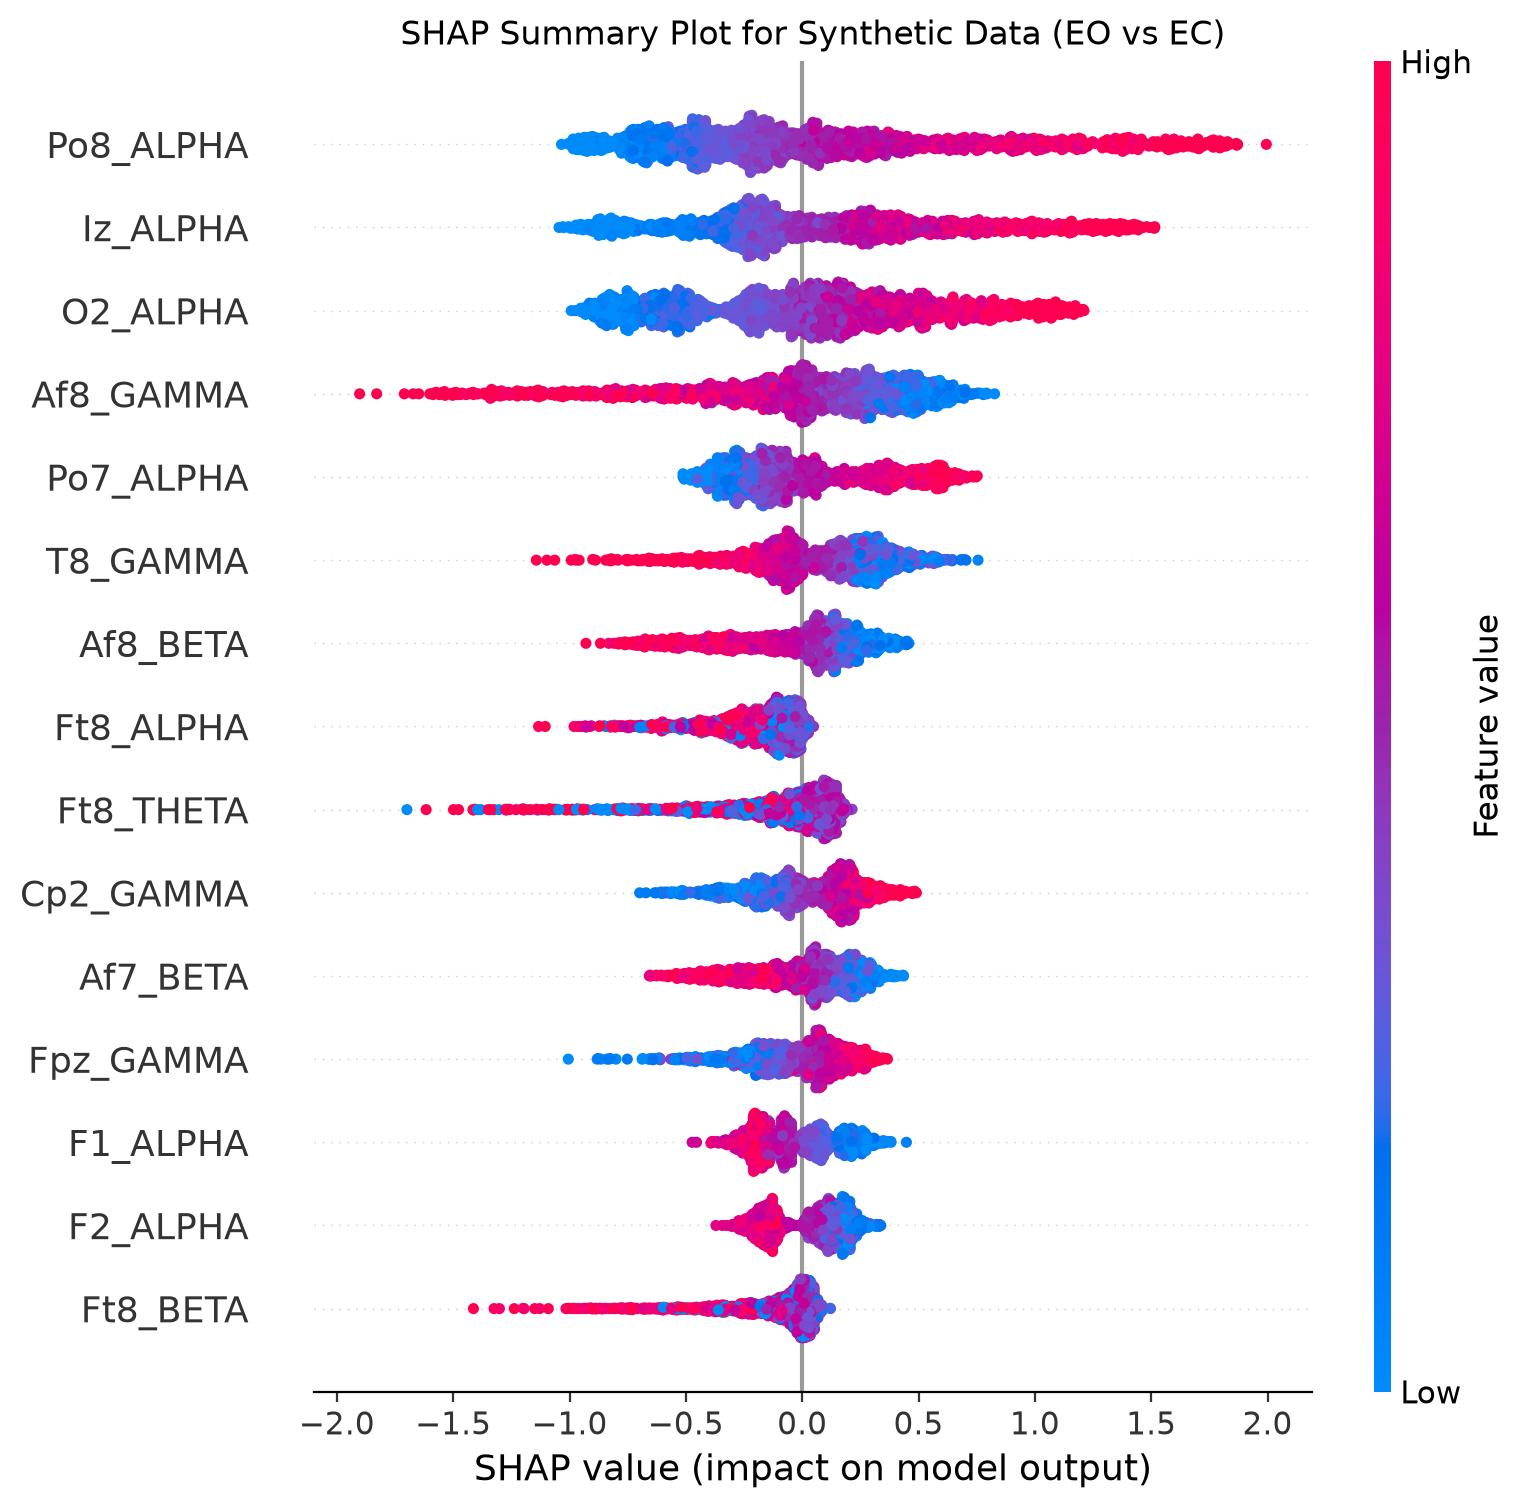 SHAP Summary Plot for Synthetic Data (EO vs EC)
High
Po8_ALPHA
Iz_ALPHA
O2_ALPHA
Af8_GAMMA
Po7_ALPHA
T8_GAMMA
Af8_BETA
Ft8_ALPHA
Ft8_THETA
Cp2_GAMMA
Af7_BETA
Fpz_GAMMA
F1_ALPHA
F2_ALPHA
Ft8_BETA
Feature value
Low
−2.0 −1.5 −1.0 −0.5 0.0 0.5 1.0 1.5 2.0
SHAP value (impact on model output)